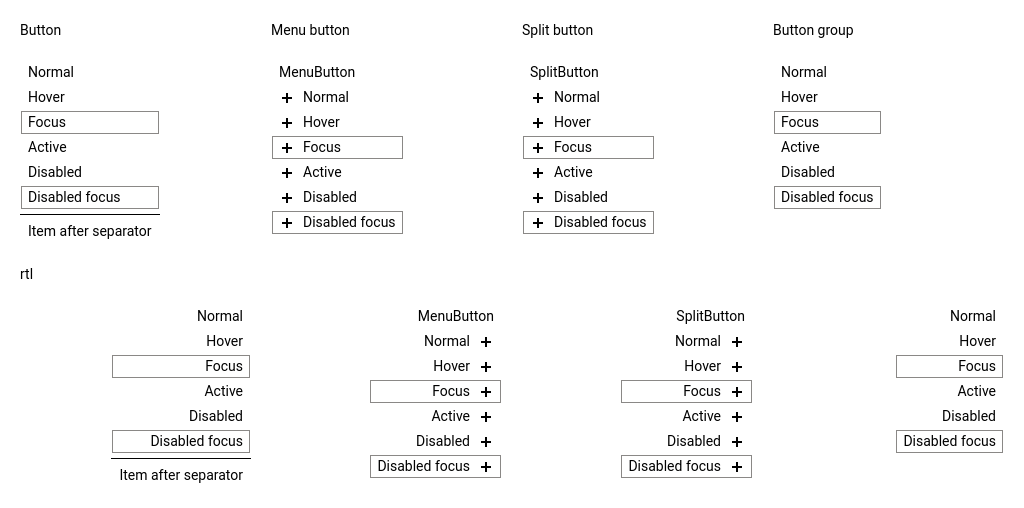 Button
Normal
Hover
Focus
Active
Disabled
Disabled focus
Item after separator
Menu button
MenuButton
Normal
Hover
Focus
Active
Disabled
Disabled focus
Split button
SplitButton
Normal
Hover
Focus
Active
Disabled
Disabled focus
Button group
Normal
Hover
Focus
Active
Disabled
Disabled focus
rtl
Normal
Hover
Focus
Active
Disabled
Disabled focus
Item after separator
MenuButton
Normal
Hover
Focus
Active
Disabled
Disabled focus
SplitButton
Normal
Hover
Focus
Active
Disabled
Disabled focus
Normal
Hover
Focus
Active
Disabled
Disabled focus